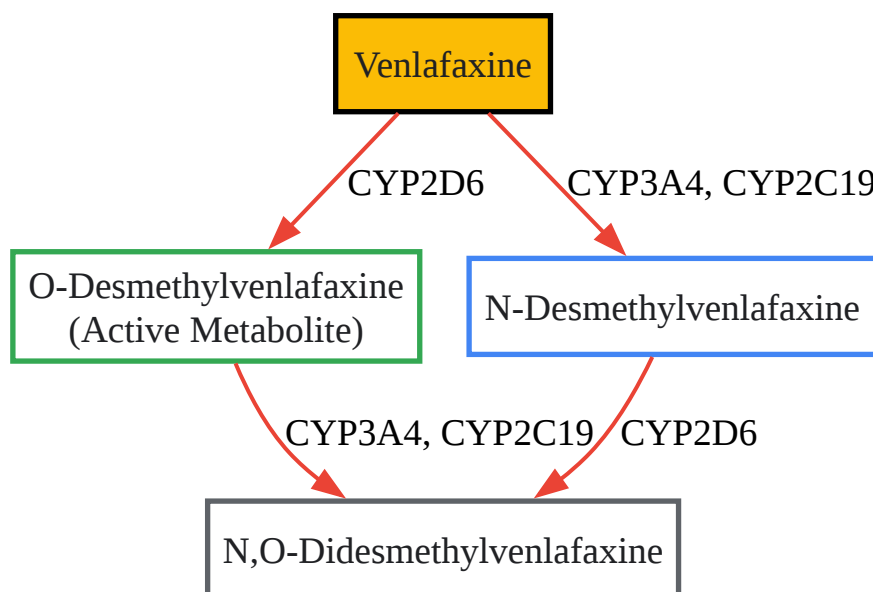 Venlafaxine
CYP2D6
CYP3A4, CYP2C19
O-Desmethylvenlafaxine
(Active Metabolite)
N-Desmethylvenlafaxine
CYP3A4, CYP2C19
CYP2D6
N,O-Didesmethylvenlafaxine